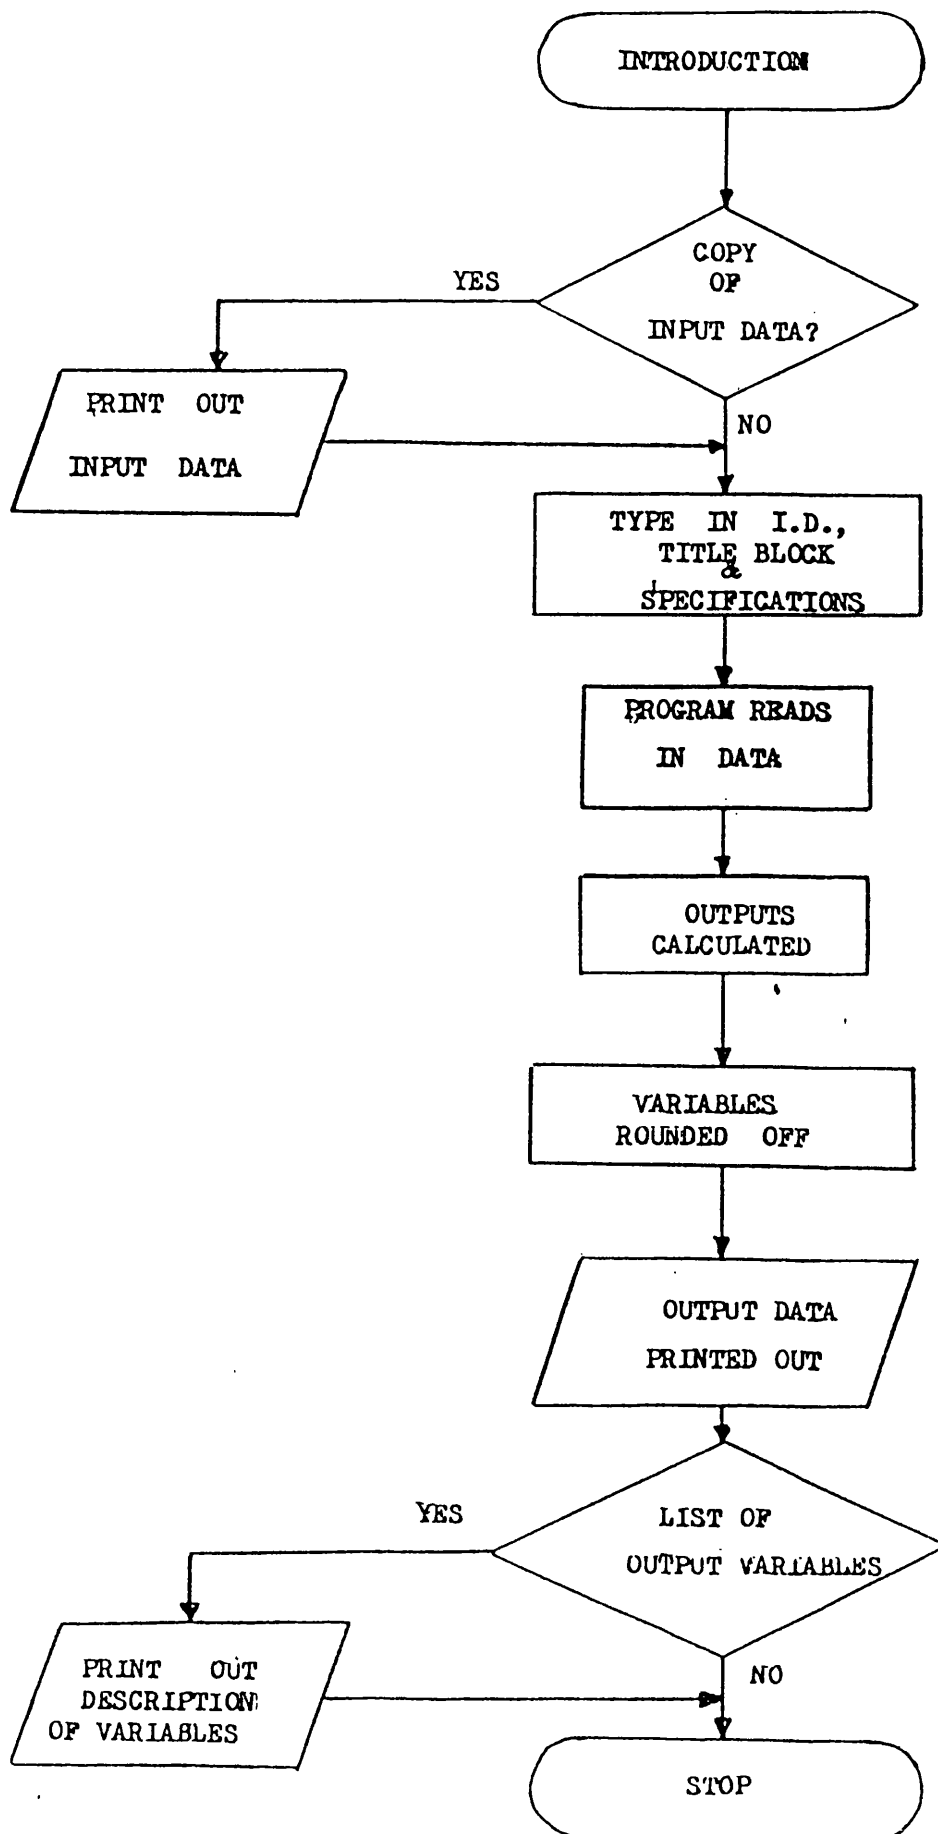 INTRODUCTION
COPY
OF
INPUT DATA?
YES
PRINT OUT
INPUT DATA
NO
TYPE IN I.D.,
TITLE BLOCK
&
SPECIFICATIONS
PROGRAM READS
IN DATA
OUTPUTS
CALCULATED
VARIABLES
ROUNDED OFF
OUTPUT DATA
PRINTED OUT
LIST OF
OUTPUT VARIABLES
YES
PRINT OUT
DESCRIPTION
OF VARIABLES
NO
STOP